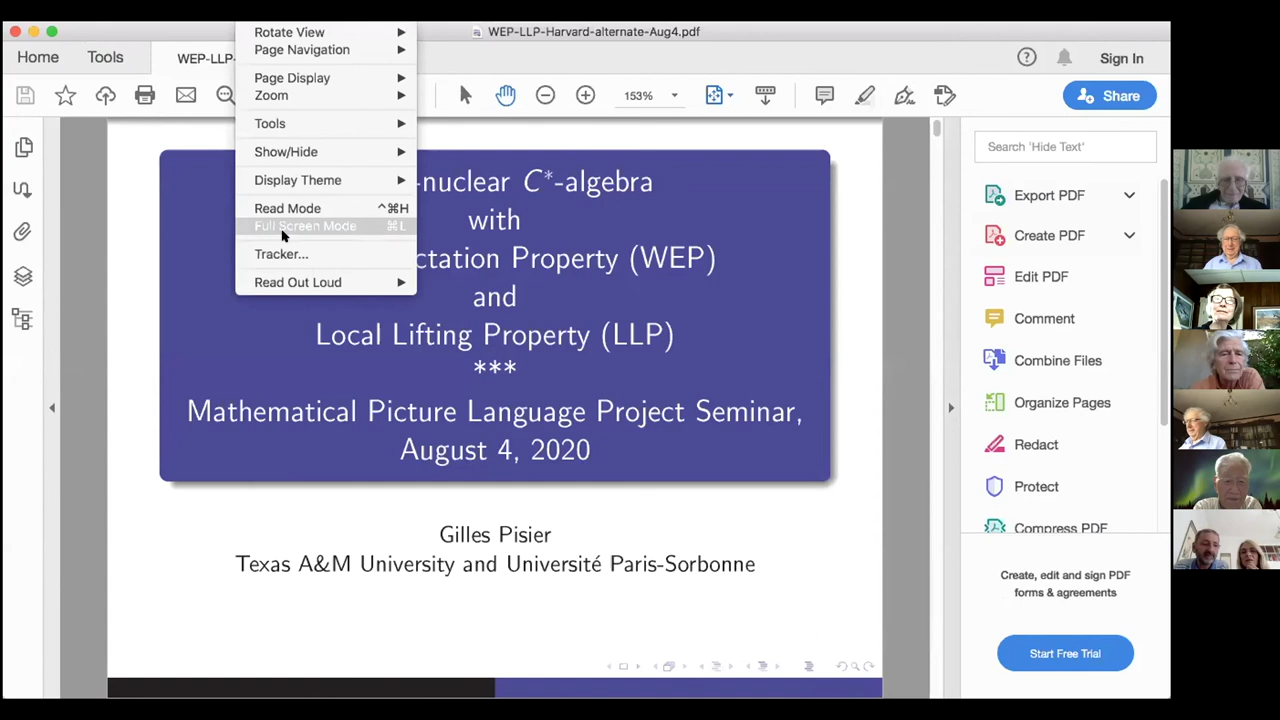 WEP-LLP-Harvard-alternate-Aug4.pdf
Home
Tools
WEP-LLP-
Sign In
153%
Share
Rotate View
Page Navigation
Page Display
Zoom
Tools
Show/Hide
Display Theme
Read Mode ^⌘H
Full Screen Mode ⌘L
Tracker...
Read Out Loud
-nuclear C*-algebra
with
ctation Property (WEP)
and
Local Lifting Property (LLP)
***
Mathematical Picture Language Project Seminar,
August 4, 2020
Gilles Pisier
Texas A&M University and Université Paris-Sorbonne
Search 'Hide Text'
Export PDF
Create PDF
Edit PDF
Comment
Combine Files
Organize Pages
Redact
Protect
Compress PDF
Create, edit and sign PDF
forms & agreements
Start Free Trial